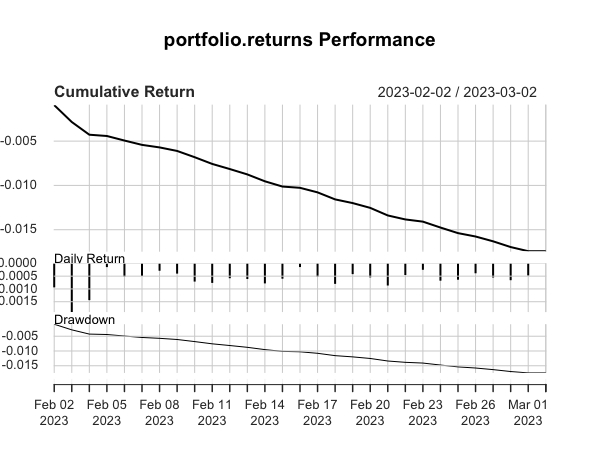 portfolio.returns Performance
Cumulative Return 2023-02-02 / 2023-03-02
-0.005
-0.010
-0.015
Daily Return
0.0000
0.0005
0.0010
0.0015
Drawdown
-0.005
-0.010
-0.015
Feb 02 Feb 05 Feb 08 Feb 11 Feb 14 Feb 17 Feb 20 Feb 23 Feb 26 Mar 01
2023 2023 2023 2023 2023 2023 2023 2023 2023 2023